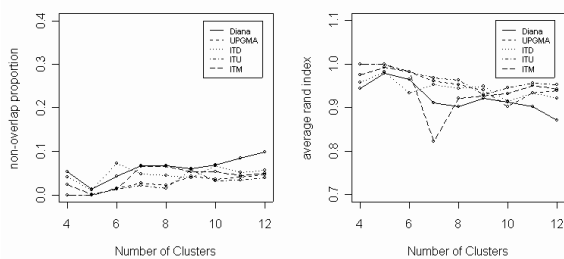 Diana
UPGMA
ITD
ITU
ITM
non-overlap proportion
0.0
0.1
0.2
0.3
0.4
4 6 8 10 12
Number of Clusters
Diana
UPGMA
ITD
ITU
ITM
average rand index
0.7
0.8
0.9
1.0
1.1
4 6 8 10 12
Number of Clusters